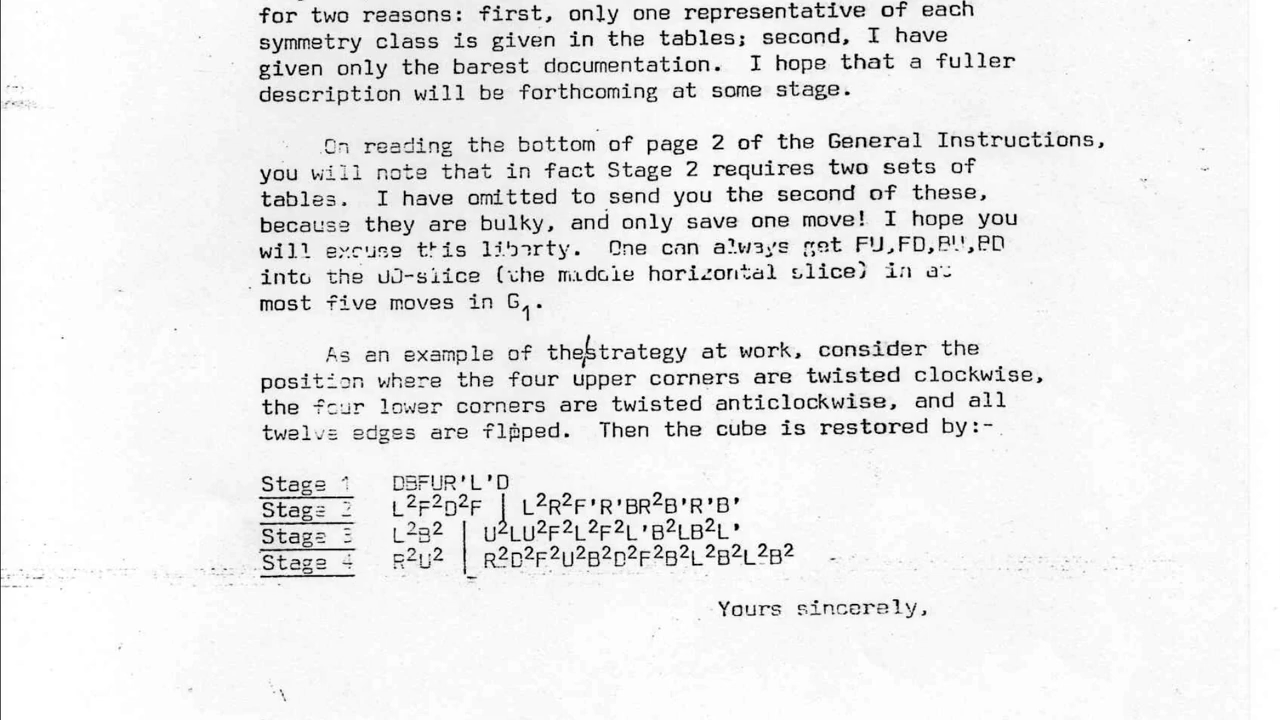 for two reasons: first, only one representative of each
symmetry class is given in the tables; second, I have
given only the barest documentation. I hope that a fuller
description will be forthcoming at some stage.
On reading the bottom of page 2 of the General Instructions,
you will note that in fact Stage 2 requires two sets of
tables. I have omitted to send you the second of these,
because they are bulky, and only save one move! I hope you
will excuse this liberty. One can always get FU,FD,BU,BD
into the UD-slice (the middle horizontal slice) in at
most five moves in G₁.
As an example of the/strategy at work, consider the
position where the four upper corners are twisted clockwise,
the four lower corners are twisted anticlockwise, and all
twelve edges are flpped. Then the cube is restored by:-
Stage 1 DBFUR'L'D
Stage 2 L²F²D²F | L²R²F'R'BR²B'R'B'
Stage 3 L²B² | U²LU²F²L²F²L'B²LB²L'
Stage 4 R²U² | R²D²F²U²B²D²F²B²L²B²L²B²
Yours sincerely,